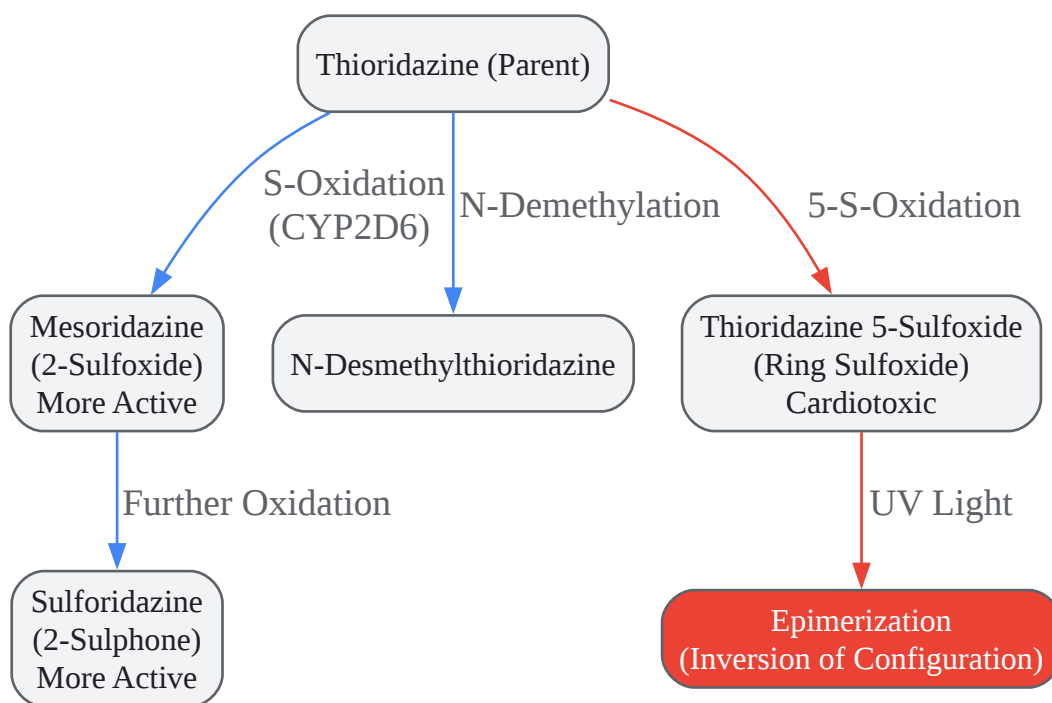 Thioridazine (Parent)
S-Oxidation
(CYP2D6)
N-Demethylation
5-S-Oxidation
Mesoridazine
(2-Sulfoxide)
More Active
N-Desmethylthioridazine
Thioridazine 5-Sulfoxide
(Ring Sulfoxide)
Cardiotoxic
Further Oxidation
UV Light
Sulforidazine
(2-Sulphone)
More Active
Epimerization
(Inversion of Configuration)